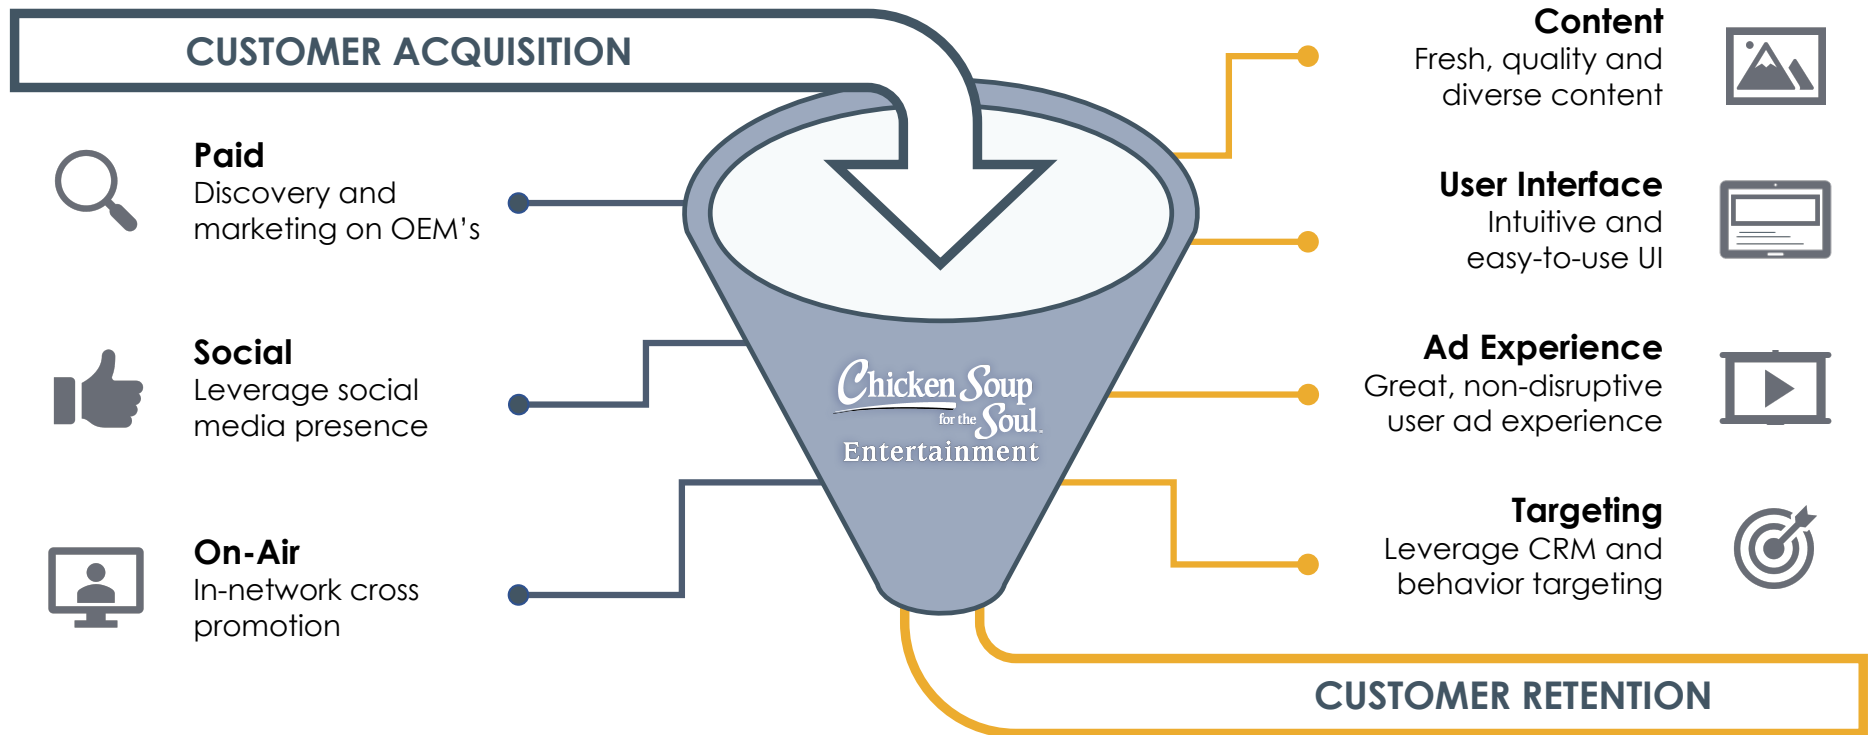 CUSTOMER ACQUISITION
Paid
Discovery and
marketing on OEM's
Social
Leverage social
media presence
On-Air
In-network cross
promotion
Chicken Soup
for the Soul™
Entertainment
Content
Fresh, quality and
diverse content
User Interface
Intuitive and
easy-to-use UI
Ad Experience
Great, non-disruptive
user ad experience
Targeting
Leverage CRM and
behavior targeting
CUSTOMER RETENTION